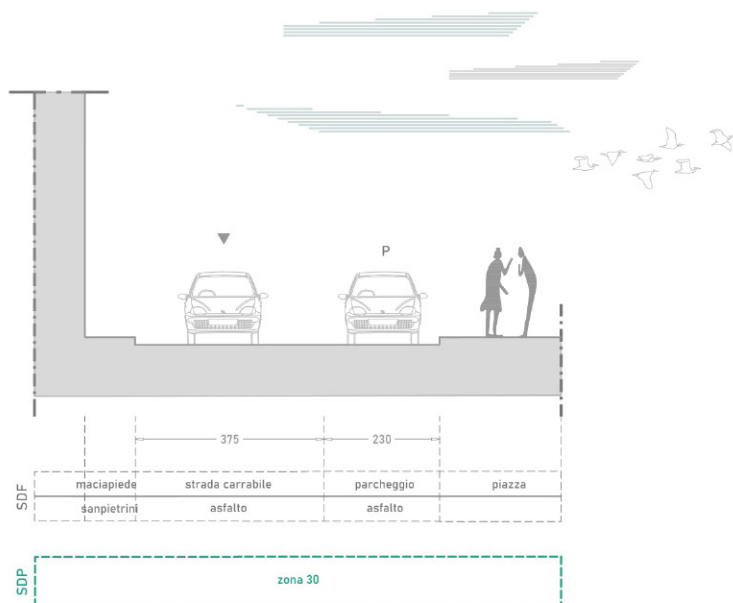 P
375
230
SDF
maciapiede strada carrabile parcheggio piazza
sanpietrini asfalto asfalto
SDP
zona 30